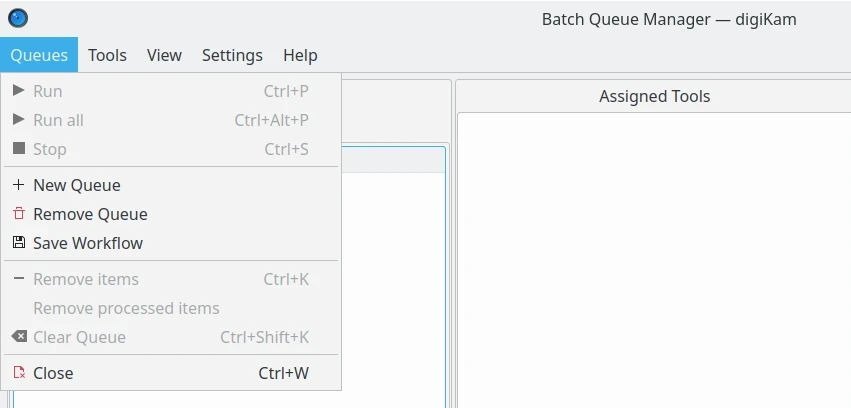 Batch Queue Manager — digiKam
Queues Tools View Settings Help
Run Ctrl+P
Run all Ctrl+Alt+P
Stop Ctrl+S
New Queue
Remove Queue
Save Workflow
Remove items Ctrl+K
Remove processed items
Clear Queue Ctrl+Shift+K
Close Ctrl+W
Assigned Tools